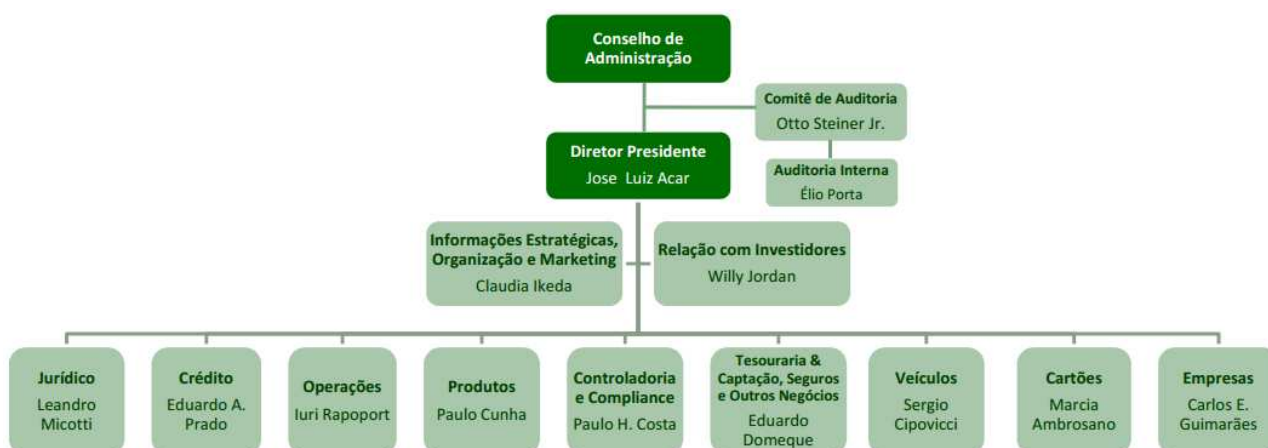 Conselho de
Administração
Comitê de Auditoria
Otto Steiner Jr.
Diretor Presidente
Jose Luiz Acar
Auditoria Interna
Élio Porta
Informações Estratégicas,
Organização e Marketing
Claudia Ikeda
Relação com Investidores
Willy Jordan
Jurídico
Leandro
Micotti
Crédito
Eduardo A.
Prado
Operações
Iuri Rapoport
Produtos
Paulo Cunha
Controladoria
e Compliance
Paulo H. Costa
Tesouraria &
Captação, Seguros
e Outros Negócios
Eduardo
Domeque
Veículos
Sergio
Cipovicci
Cartões
Marcia
Ambrosano
Empresas
Carlos E.
Guimarães